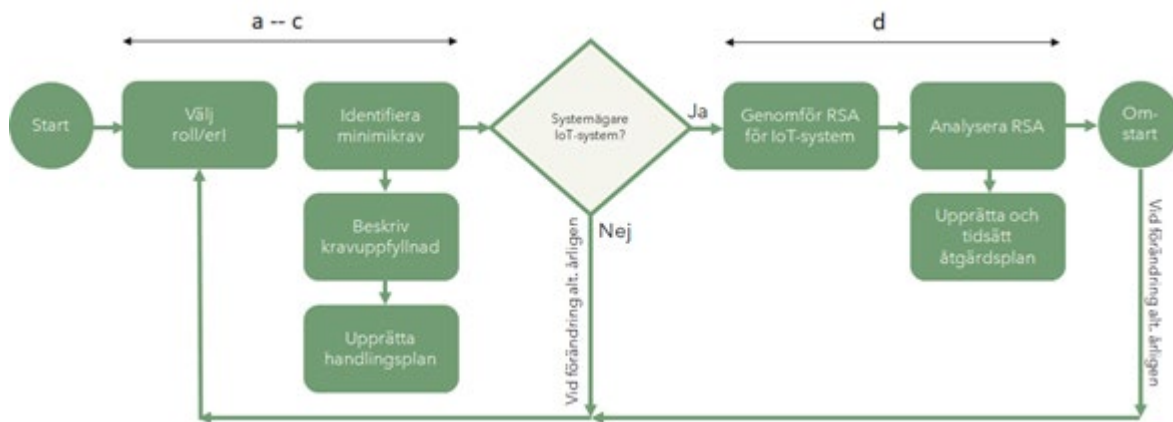 a -- c
d
Start
Välj
roll/er!
Identifiera
minimikrav
Systemägare
IoT-system?
Ja
Genomför RSA
för IoT-system
Analysera RSA
Om-
start
Beskriv
kravuppfyllnad
Nej
Upprätta och
tidsätt
åtgärdsplan
Upprätta
handlingsplan
Vid förändring alt. årligen
Vid förändring alt. årligen